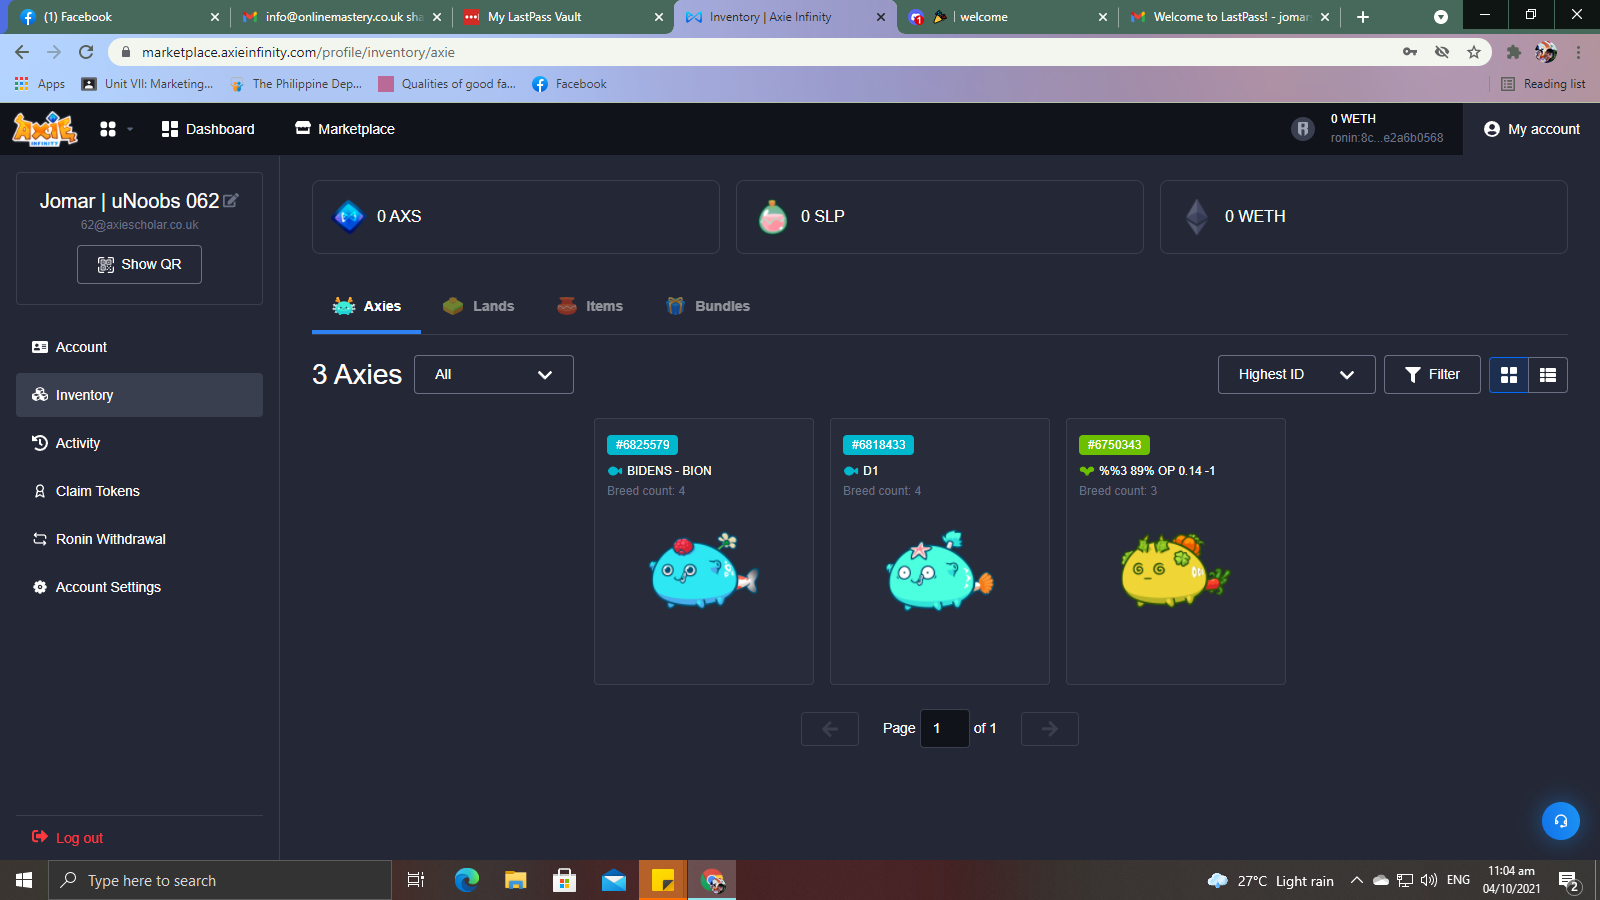 (1) Facebook
info@onlinemastery.co.uk sha
My LastPass Vault
Inventory | Axie Infinity
| welcome
Welcome to LastPass! - jomar
marketplace.axieinfinity.com/profile/inventory/axie
Apps
Unit VII: Marketing...
The Philippine Dep...
Qualities of good fa...
Facebook
Reading list
AXIE
INFINITY
Dashboard
Marketplace
0 WETH
ronin:8c...e2a6b0568
My account
Jomar | uNoobs 062
62@axiescholar.co.uk
Show QR
Account
Inventory
Activity
Claim Tokens
Ronin Withdrawal
Account Settings
Log out
0 AXS
0 SLP
0 WETH
Axies
Lands
Items
Bundles
3 Axies
All
Highest ID
Filter
#6825579
BIDENS - BION
Breed count: 4
#6818433
D1
Breed count: 4
#6750343
%%3 89% OP 0.14 -1
Breed count: 3
Page 1 of 1
Type here to search
27°C Light rain
ENG
11:04 am
04/10/2021
2